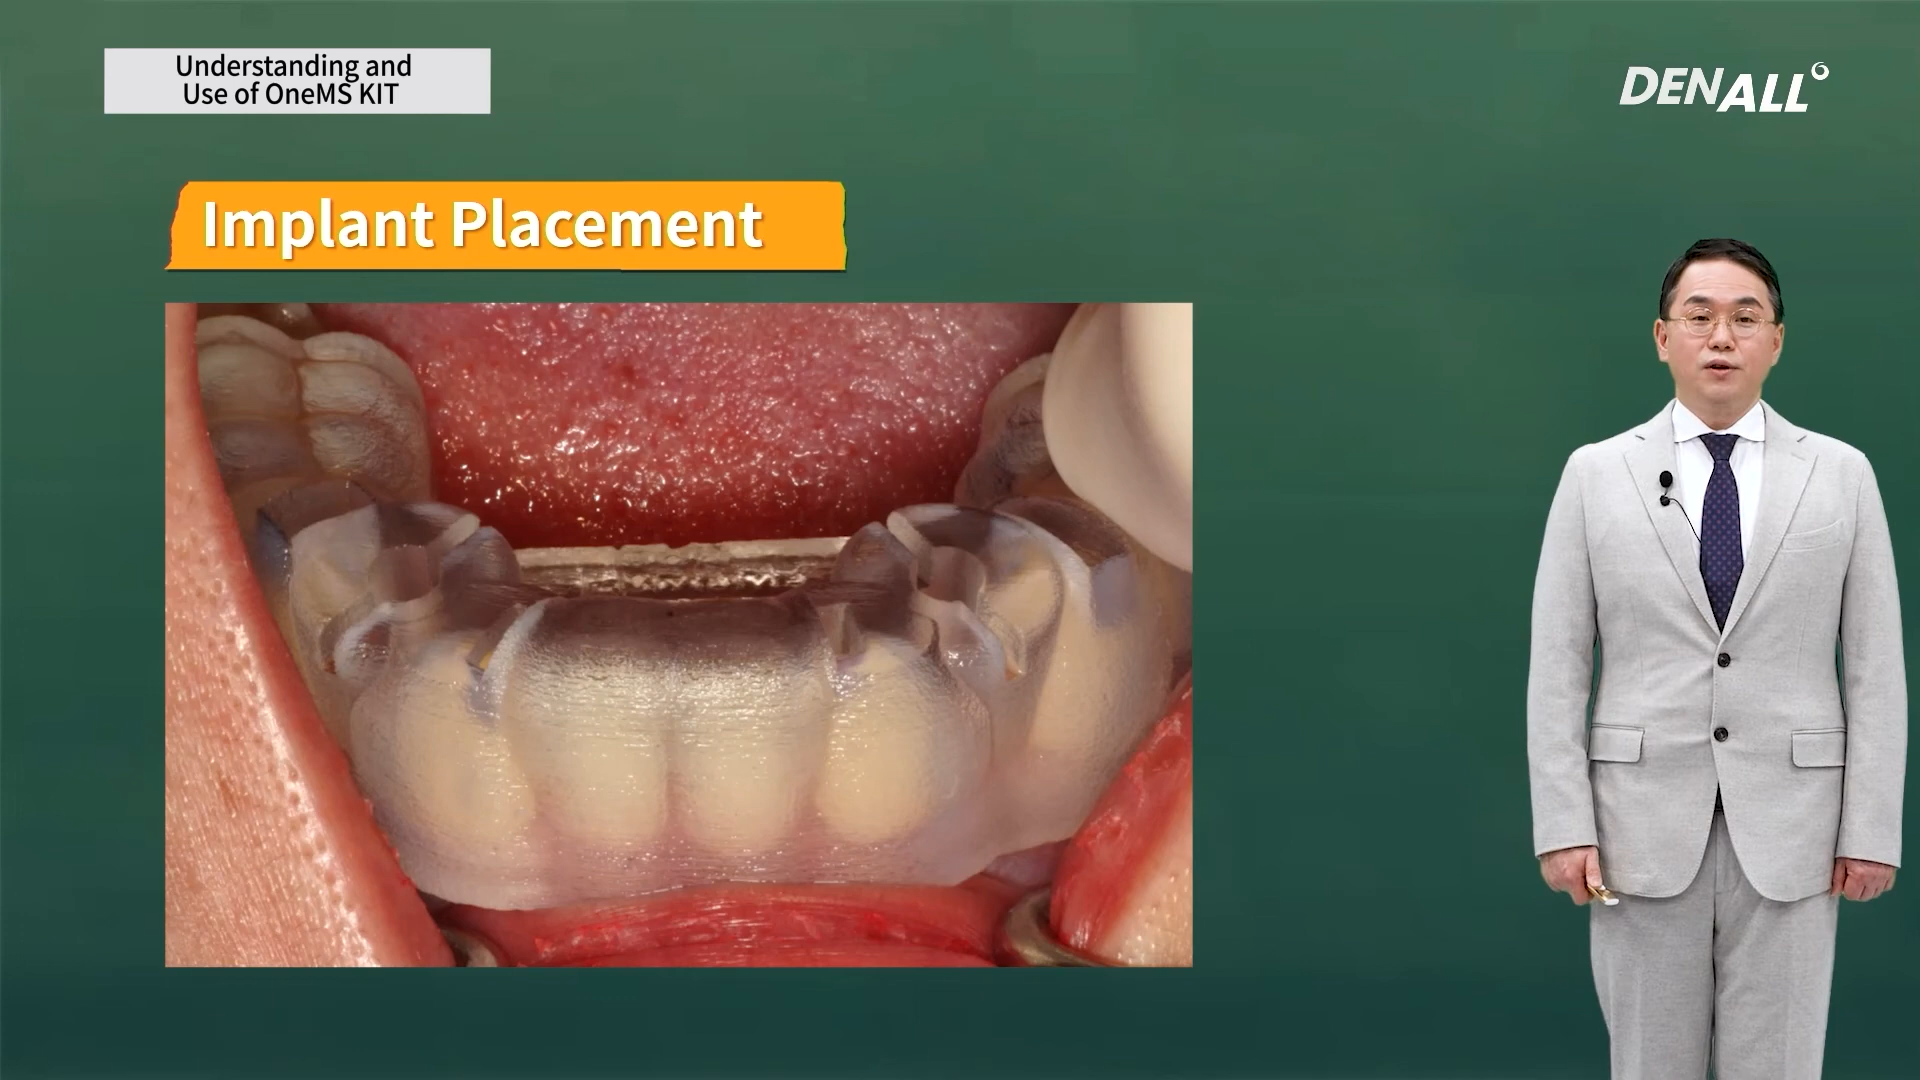 Understanding and
Use of OneMS KIT
DENALL
Implant Placement